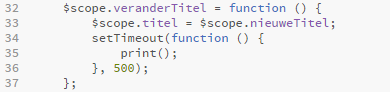 32 $scope.veranderTitel = function () {
33 $scope.titel = $scope.nieuweTitel;
34 setTimeout(function () {
35 print();
36 }, 500);
37 };